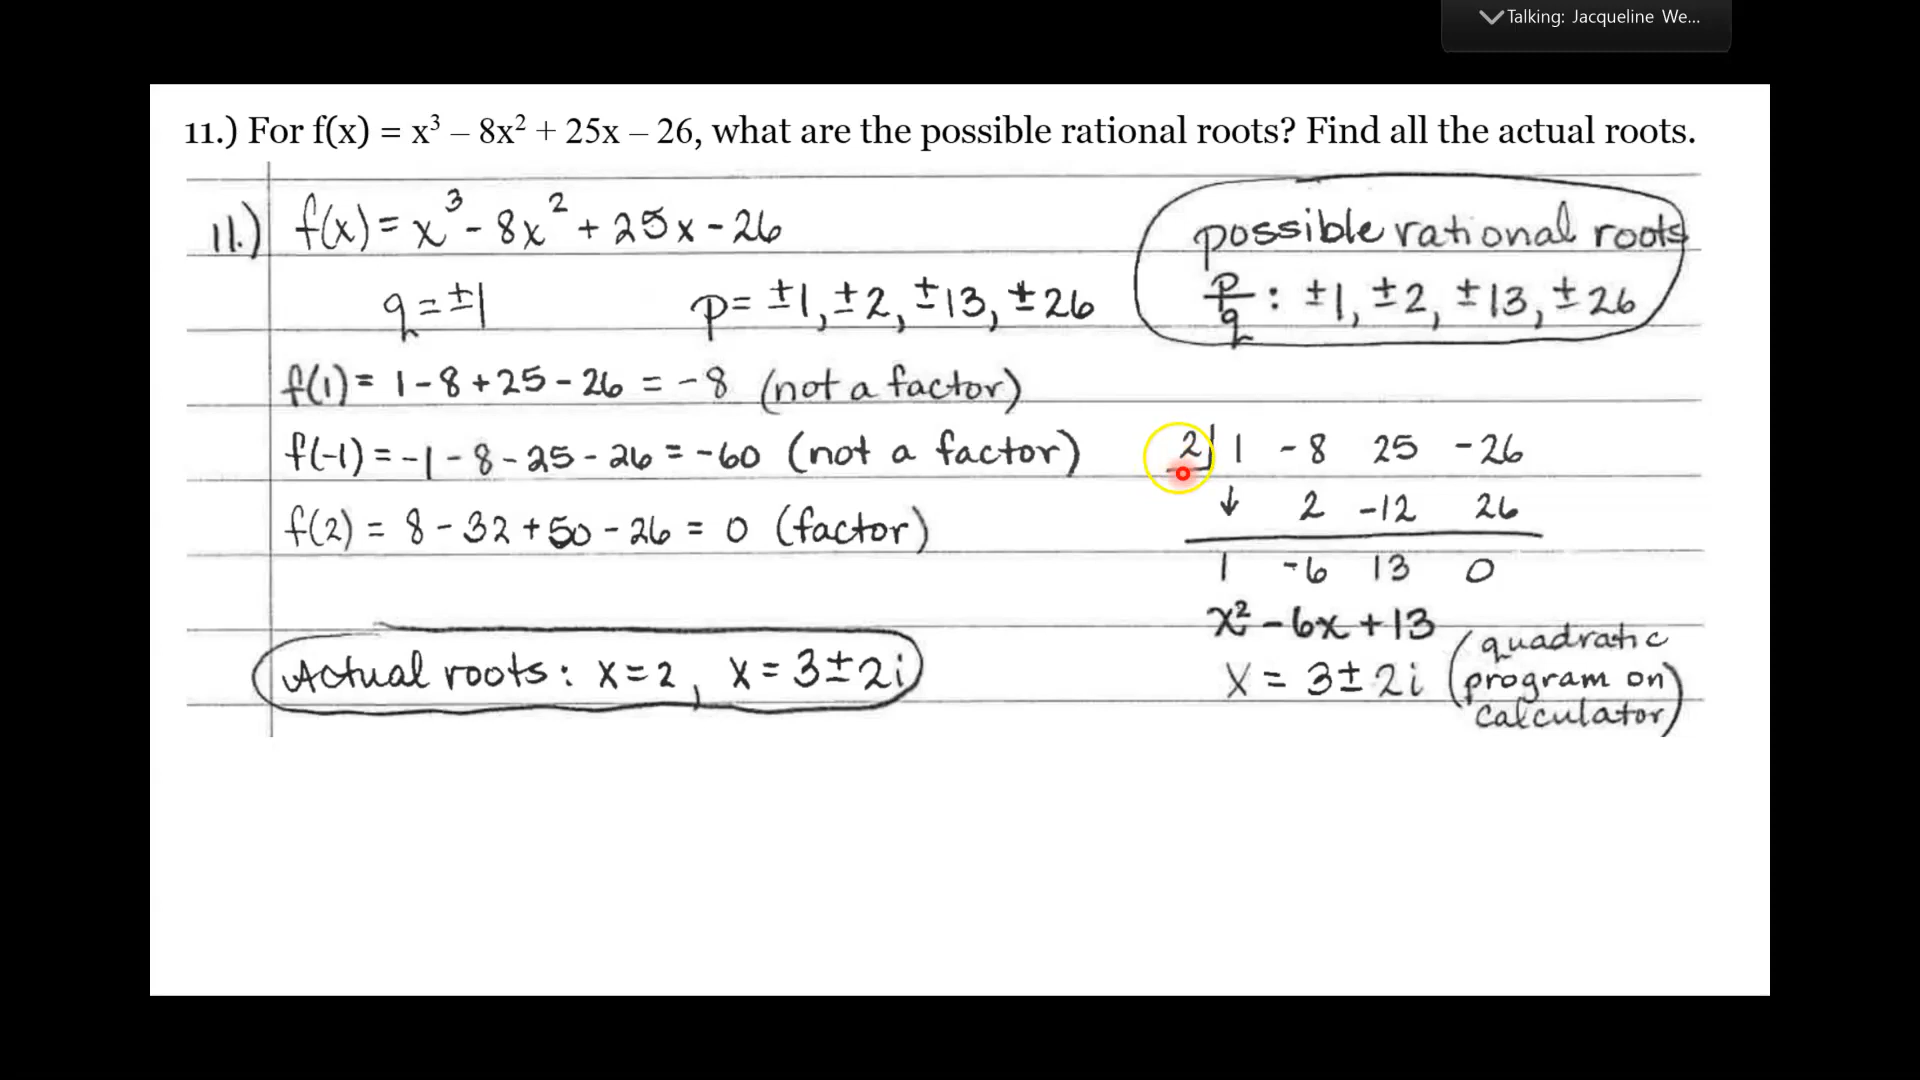 Talking: Jacqueline We...
11.) For f(x) = x³ – 8x² + 25x – 26, what are the possible rational roots? Find all the actual roots.
11.) f(x) = x³ - 8x² + 25x - 26
possible rational roots
q = ±1 p = ±1, ±2, ±13, ±26
p/q : ±1, ±2, ±13, ±26
f(1) = 1 - 8 + 25 - 26 = -8 (not a factor)
f(-1) = -1 - 8 - 25 - 26 = -60 (not a factor)
f(2) = 8 - 32 + 50 - 26 = 0 (factor)
2| 1 -8 25 -26
↓ 2 -12 26
1 -6 13 0
x² - 6x + 13
x = 3 ± 2i (quadratic
program on
calculator)
Actual roots: x = 2, x = 3 ± 2i